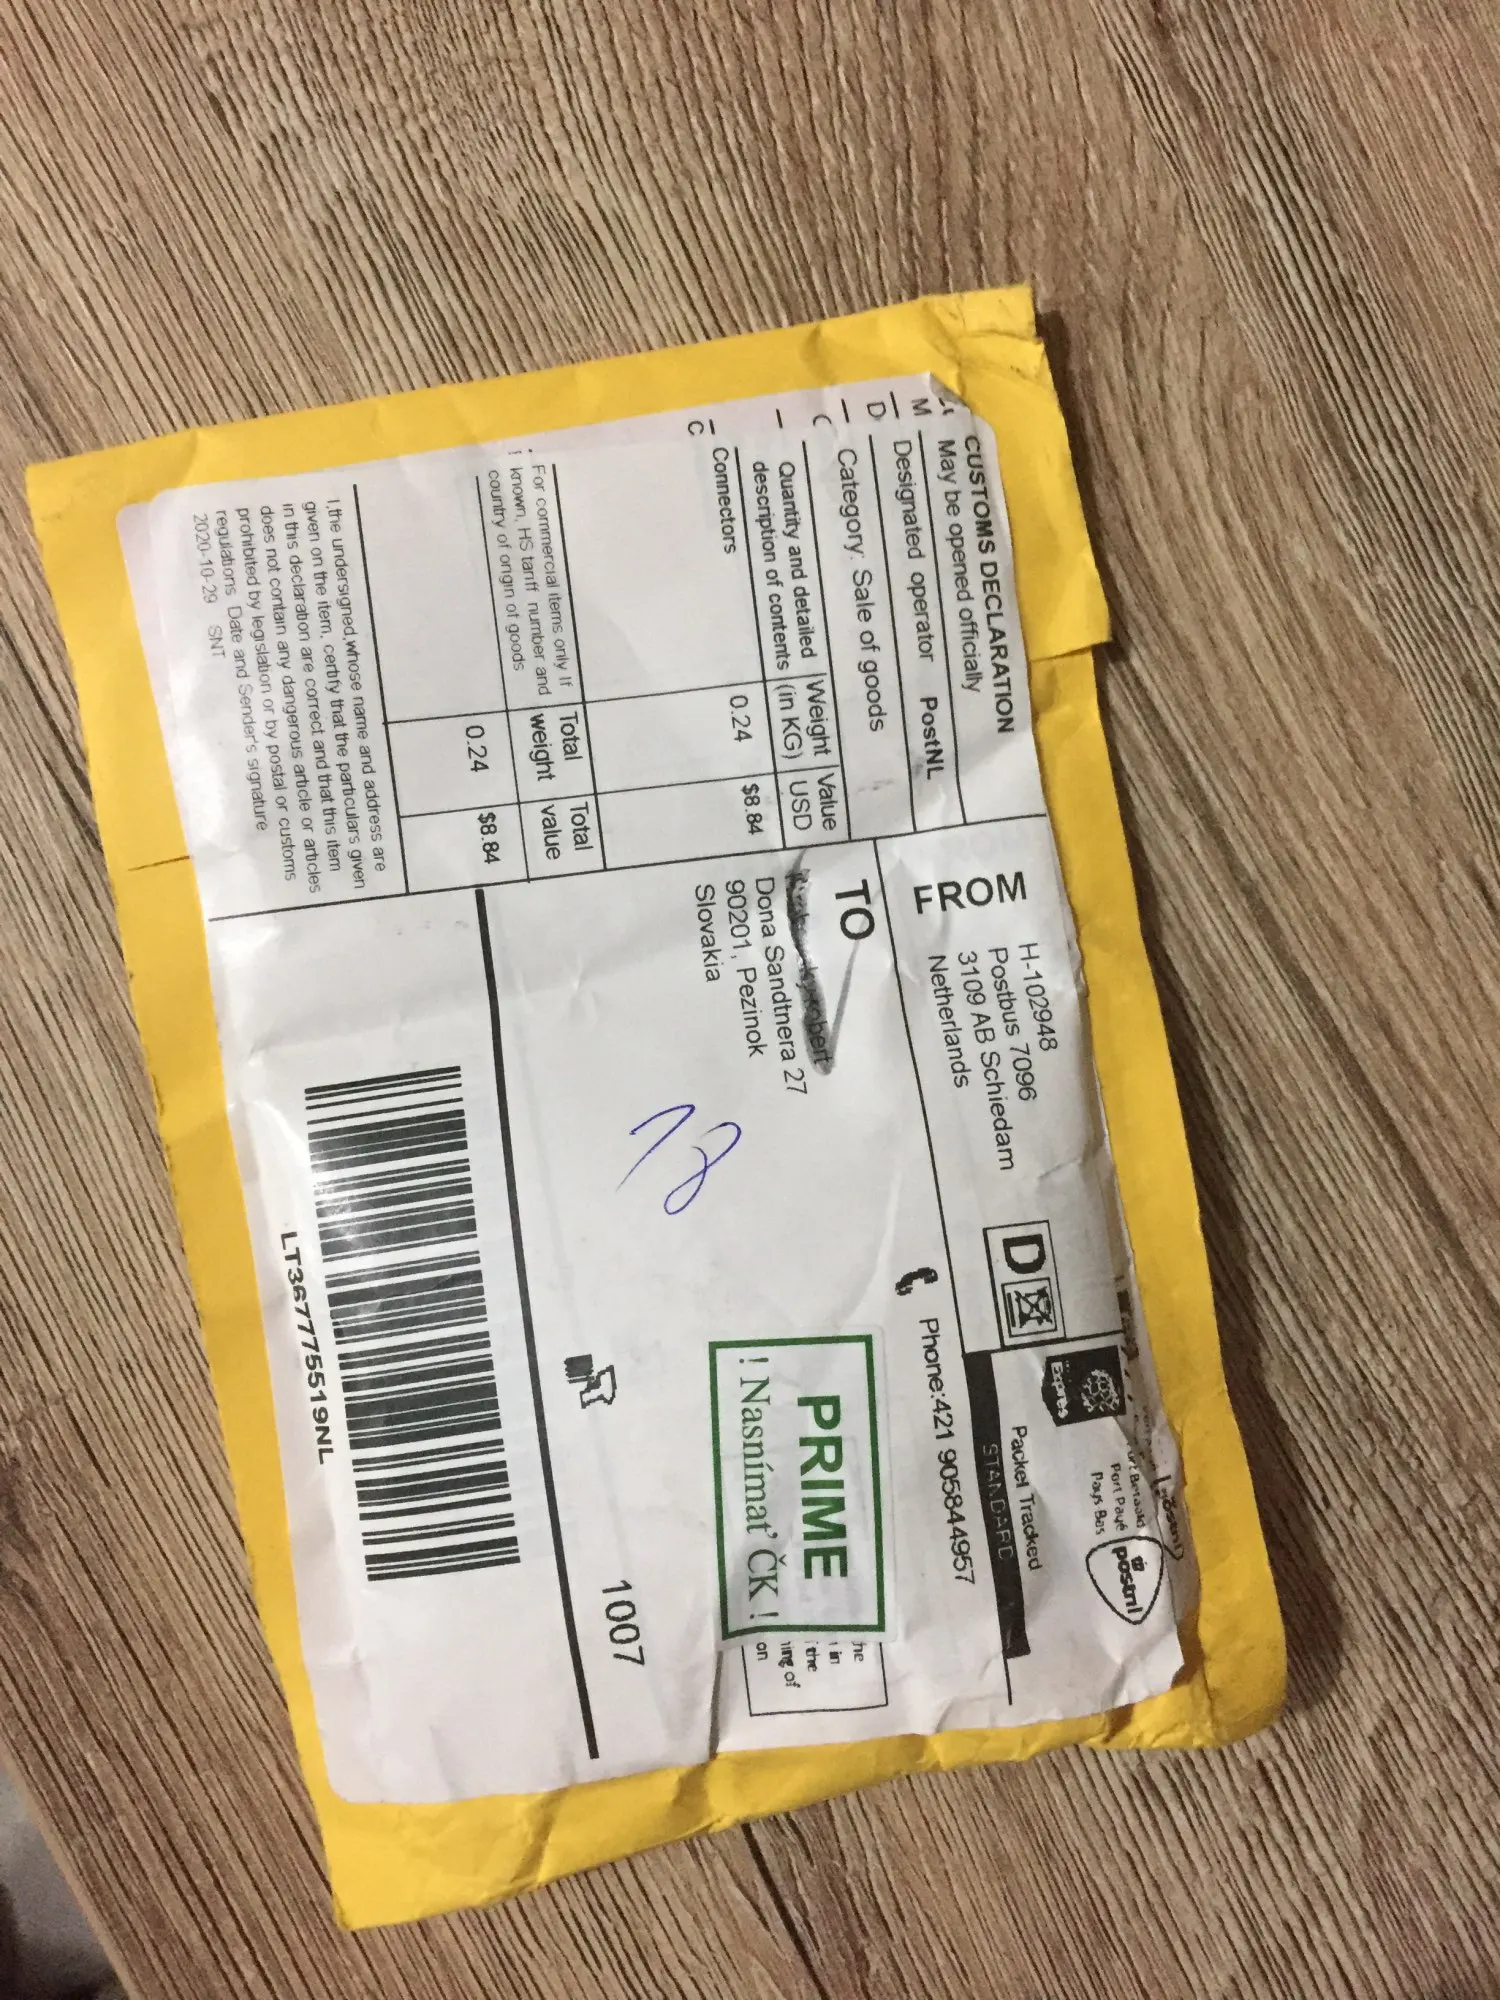 CUSTOMS DECLARATION
May be opened officially
Designated operator PostNL
Category: Sale of goods
Quantity and detailed description of contents
Weight (in KG)
Value USD
Connectors
0.24
$8.84
For commercial items only If known, HS tariff number and country of origin of goods
Total weight
Total value
0.24
$8.84
I,the undersigned,whose name and address are
given on the item, certify that the particulars given
in this declaration are correct and that this item
does not contain any dangerous article or articles
prohibited by legislation or by postal or customs
regulations Date and Sender's signature
2020-10-29 SNT
FROM
H-102948
Postbus 7096
3109 AB Schiedam
Netherlands
D
Packet Tracked
STANDARD
Port Payé
Pays Bas
postnl
TO
Dona Sandtnera 27
90201, Pezinok
Slovakia
Phone:421 905844957
PRIME
! Nasnímať ČK !
he
in
the
ing of
on
1007
LT367775519NL